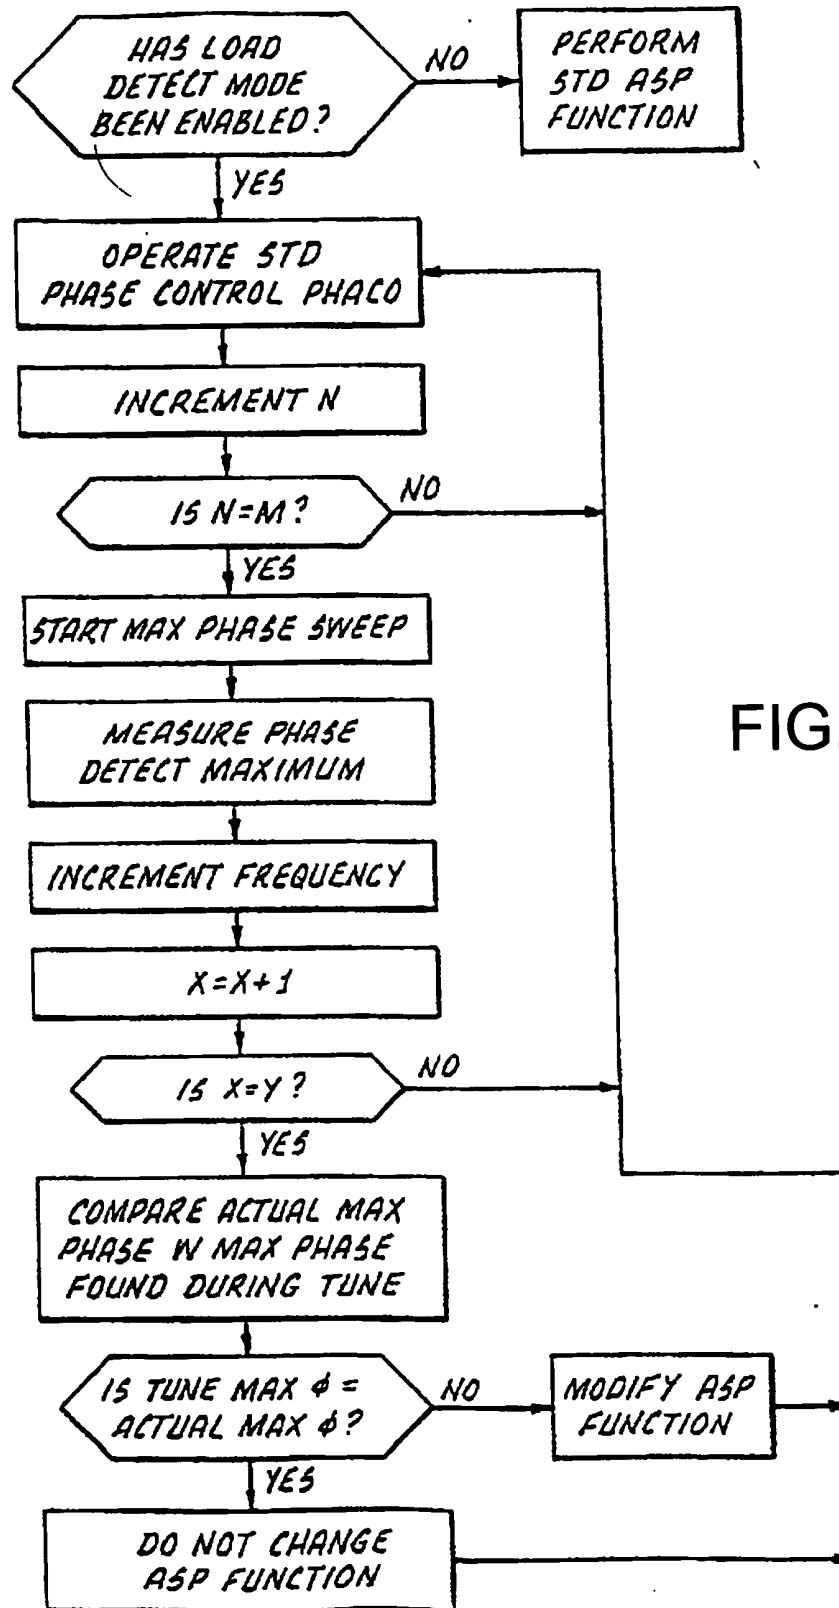 HAS LOAD
DETECT MODE
BEEN ENABLED?
NO
PERFORM
STD ASP
FUNCTION
YES
OPERATE STD
PHASE CONTROL PHACO
INCREMENT N
IS N=M?
NO
YES
START MAX PHASE SWEEP
MEASURE PHASE
DETECT MAXIMUM
FIG.
INCREMENT FREQUENCY
X=X+1
IS X=Y?
NO
YES
COMPARE ACTUAL MAX
PHASE W MAX PHASE
FOUND DURING TUNE
IS TUNE MAX ϕ =
ACTUAL MAX ϕ?
NO
MODIFY ASP
FUNCTION
YES
DO NOT CHANGE
ASP FUNCTION